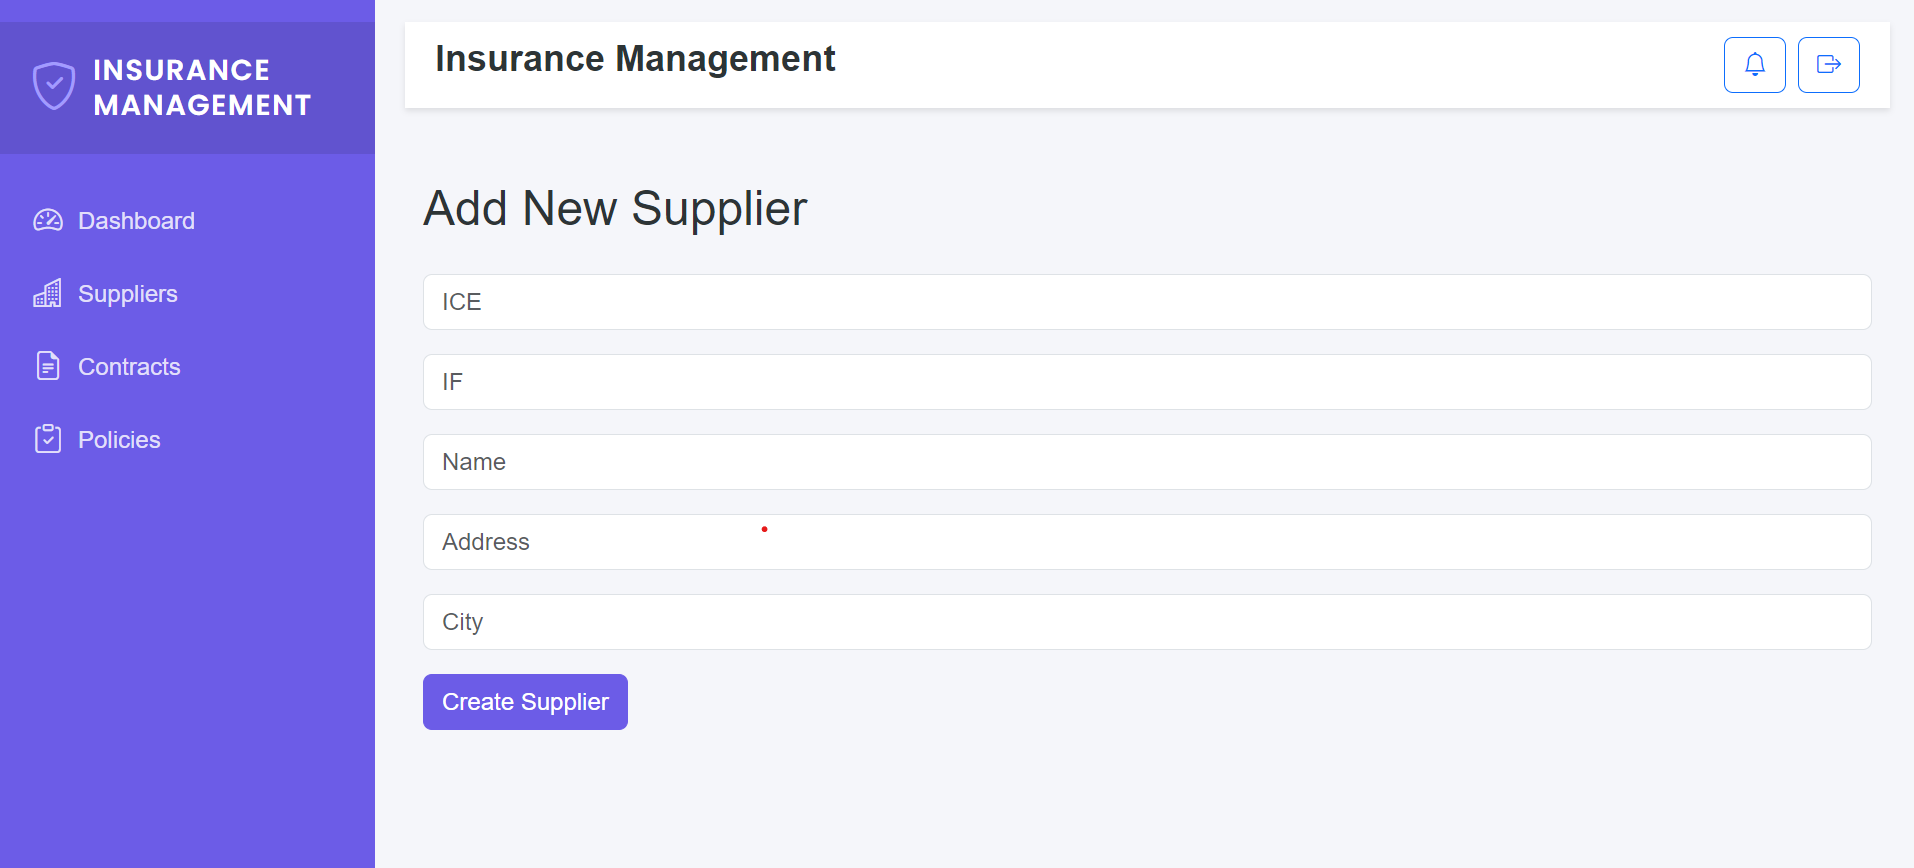 INSURANCE
MANAGEMENT
Dashboard
Suppliers
Contracts
Policies
Insurance Management
Add New Supplier
ICE
IF
Name
Address
City
Create Supplier